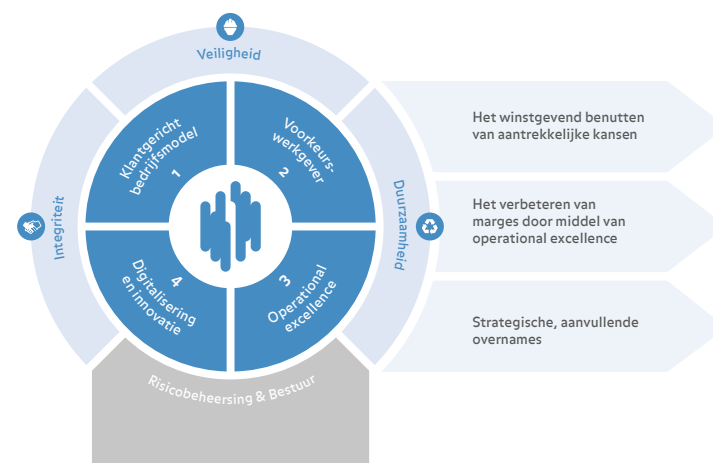 Veiligheid
Integriteit
Duurzaamheid
Klantgericht
bedrijfsmodel
1
Voorkeurs-
werkgever
2
3
Operational
excellence
4
Digitalisering
en innovatie
Risicobeheersing & Bestuur
Het winstgevend benutten
van aantrekkelijke kansen
Het verbeteren van
marges door middel van
operational excellence
Strategische, aanvullende
overnames